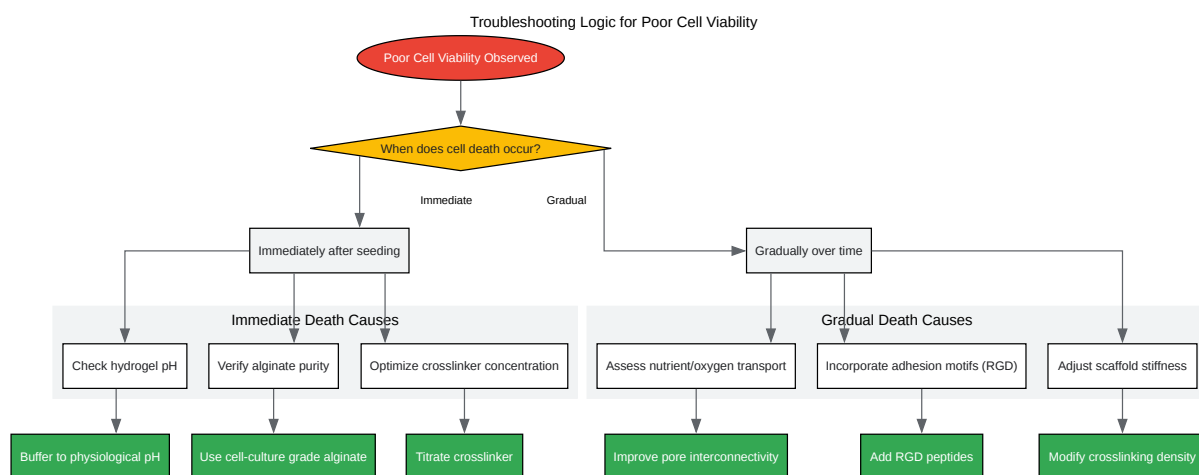 Troubleshooting Logic for Poor Cell Viability
Poor Cell Viability Observed
When does cell death occur?
Immediate
Gradual
Immediately after seeding
Gradually over time
Immediate Death Causes
Gradual Death Causes
Check hydrogel pH
Verify alginate purity
Optimize crosslinker concentration
Assess nutrient/oxygen transport
Incorporate adhesion motifs (RGD)
Adjust scaffold stiffness
Buffer to physiological pH
Use cell-culture grade alginate
Titrate crosslinker
Improve pore interconnectivity
Add RGD peptides
Modify crosslinking density